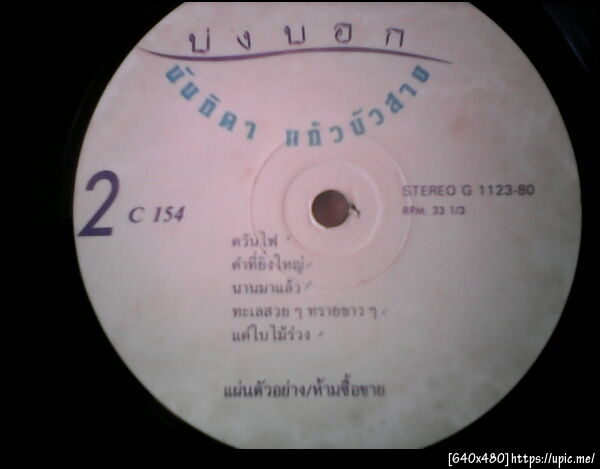 บ่งบอก
นันทิดา แก้วบัวสาย
2 C 154
STEREO G 1123-80
RPM. 33 1/3
ควันไฟ
คำที่ยิ่งใหญ่
นานมาแล้ว
ทะเลสวย ๆ ทรายขาว ๆ
แค่ใบไม้ร่วง
แผ่นตัวอย่าง/ห้ามซื้อขาย
[640x480]https://upic.me/